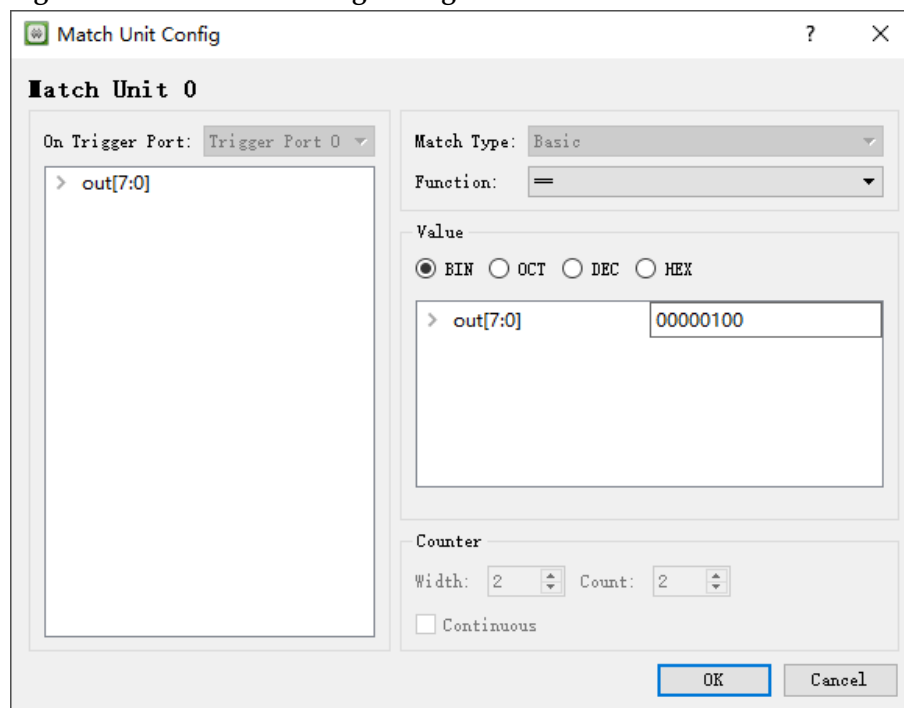 Match Unit Config
?
Match Unit 0
On Trigger Port: Trigger Port 0
out[7:0]
Match Type: Basic
Function: ==
Value
BIN OCT DEC HEX
out[7:0] 00000100
Counter
Width: 2 Count: 2
Continuous
OK Cancel